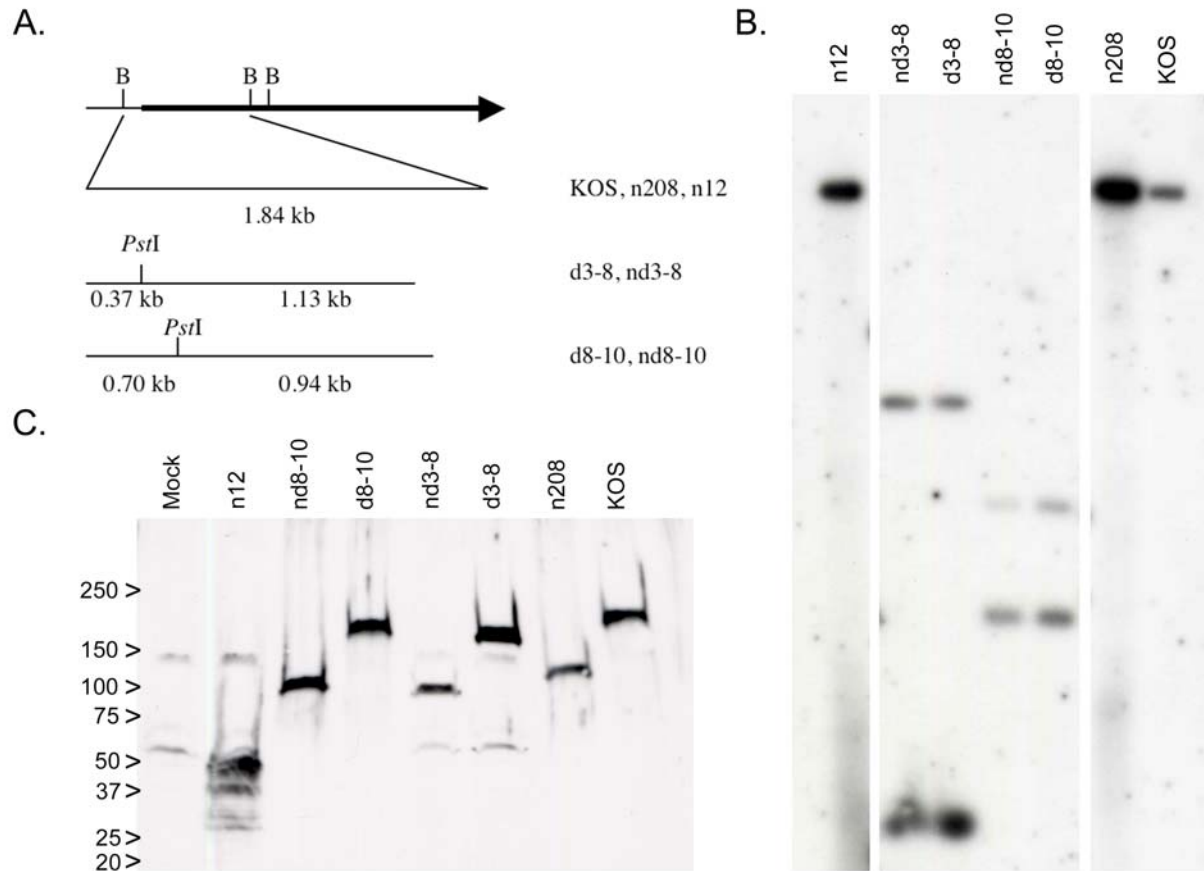 A.
B B B
1.84 kb
KOS, n208, n12
PstI
0.37 kb 1.13 kb
d3-8, nd3-8
PstI
0.70 kb 0.94 kb
d8-10, nd8-10
B.
n12
nd3-8
d3-8
nd8-10
d8-10
n208
KOS
C.
Mock
n12
nd8-10
d8-10
nd3-8
d3-8
n208
KOS
250 >
150 >
100 >
75 >
50 >
37 >
25 >
20 >